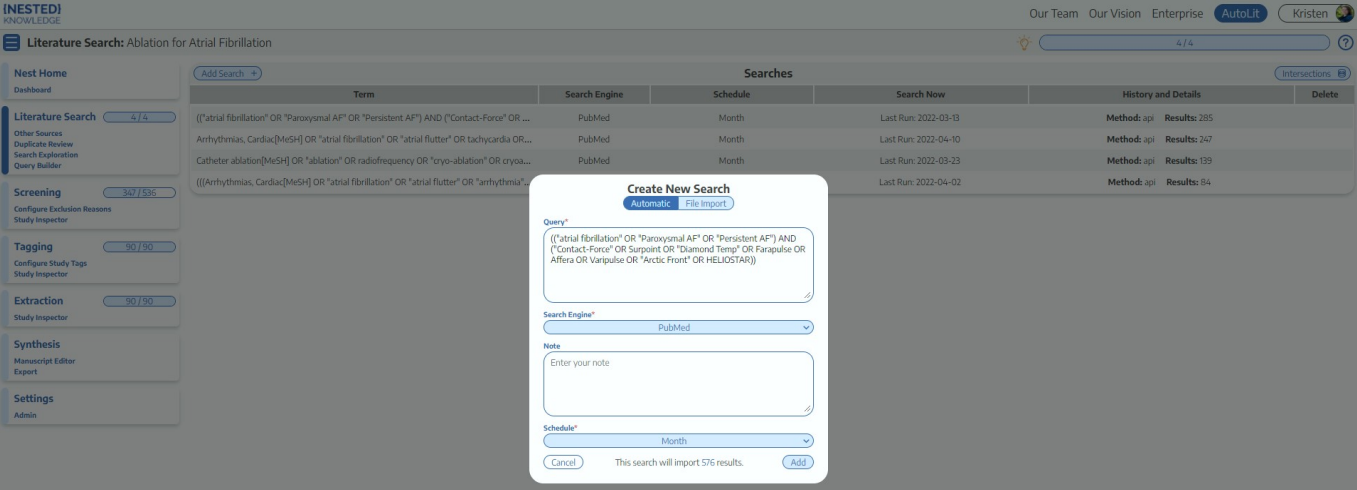 {NESTED}
KNOWLEDGE
Our Team Our Vision Enterprise AutoLit Kristen
Literature Search: Ablation for Atrial Fibrillation
4 / 4
?
Nest Home
Dashboard
Literature Search 4 / 4
Other Sources
Duplicate Review
Search Exploration
Query Builder
Screening 347 / 536
Configure Exclusion Reasons
Study Inspector
Tagging 90 / 90
Configure Study Tags
Study Inspector
Extraction 90 / 90
Study Inspector
Synthesis
Manuscript Editor
Export
Settings
Admin
Add Search +
Searches
Intersections
Term Search Engine Schedule Search Now History and Details Delete
(("atrial fibrillation" OR "Paroxysmal AF" OR "Persistent AF") AND ("Contact-Force" OR ... PubMed Month Last Run: 2022-03-13 Method: api Results: 285
Arrhythmias, Cardiac[MeSH] OR "atrial fibrillation" OR "atrial flutter" OR tachycardia OR... PubMed Month Last Run: 2022-04-10 Method: api Results: 247
Catheter ablation[MeSH] OR "ablation" OR radiofrequency OR "cryo-ablation" OR cryoa... PubMed Month Last Run: 2022-03-23 Method: api Results: 139
(((Arrhythmias, Cardiac[MeSH] OR "atrial fibrillation" OR "atrial flutter" OR "arrhythmia"... Last Run: 2022-04-02 Method: api Results: 84
Create New Search
Automatic File Import
Query*
(("atrial fibrillation" OR "Paroxysmal AF" OR "Persistent AF") AND
("Contact-Force" OR Surpoint OR "Diamond Temp" OR Farapulse OR
Affera OR Varipulse OR "Arctic Front" OR HELIOSTAR))
Search Engine*
PubMed
Note
Enter your note
Schedule*
Month
Cancel This search will import 576 results. Add